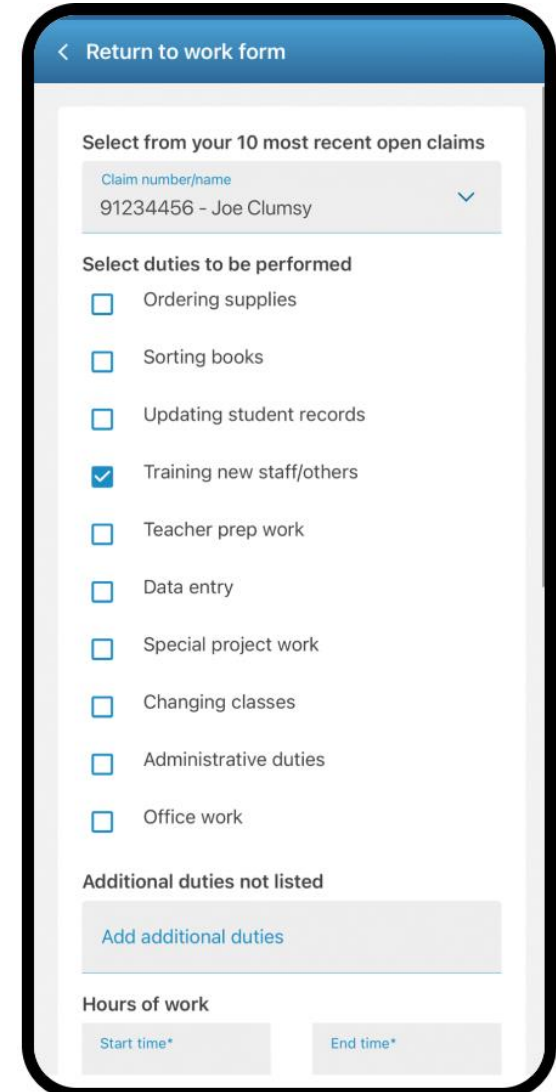 Return to work form
Select from your 10 most recent open claims
Claim number/name
91234456 - Joe Clumsy
Select duties to be performed
Ordering supplies
Sorting books
Updating student records
Training new staff/others
Teacher prep work
Data entry
Special project work
Changing classes
Administrative duties
Office work
Additional duties not listed
Add additional duties
Hours of work
Start time* End time*